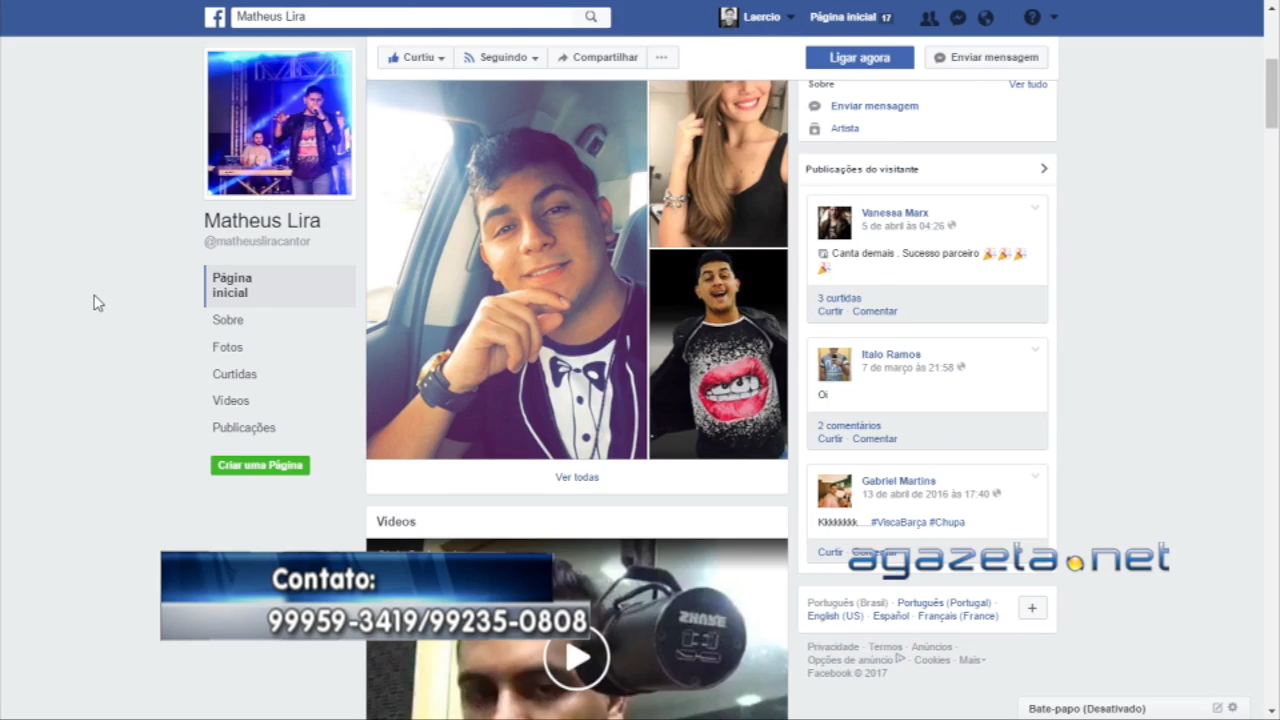 Matheus Lira
Laercio
Página inicial 17
Curtiu
Seguindo
Compartilhar
Ligar agora
Enviar mensagem
Matheus Lira
@matheusliracantor
Página
inicial
Sobre
Fotos
Curtidas
Vídeos
Publicações
Criar uma Página
Ver todas
Vídeos
Sobre
Ver tudo
Enviar mensagem
Artista
Publicações do visitante
Vanessa Marx
5 de abril às 04:26
Canta demais . Sucesso parceiro
3 curtidas
Curtir · Comentar
Italo Ramos
7 de março às 21:58
Oi
2 comentários
Curtir · Comentar
Gabriel Martins
13 de abril de 2016 às 17:40
Kkkkkkkk.....#ViscaBarça #Chupa
Curtir · Comentar
agazeta.net
Contato:
99959-3419/99235-0808
Português (Brasil) · Português (Portugal) ·
English (US) · Español · Français (France)
Privacidade · Termos · Anúncios ·
Opções de anúncio · Cookies · Mais
Facebook © 2017
Bate-papo (Desativado)